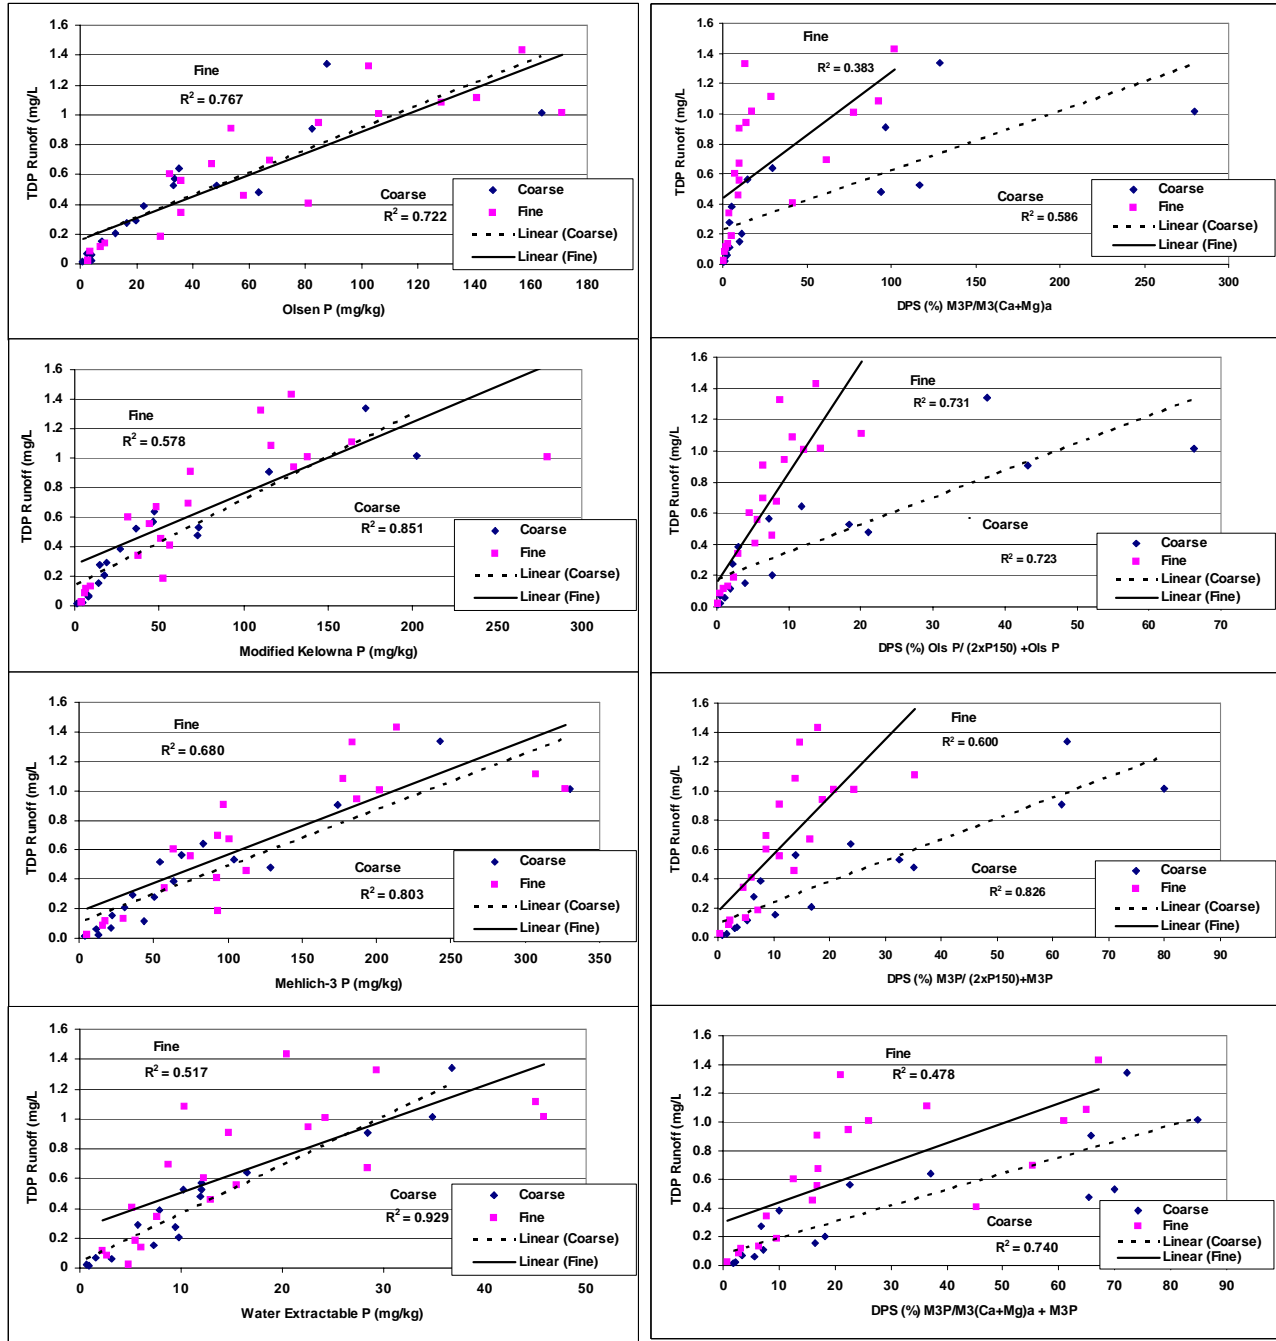 1.6
1.4
1.2
1
0.8
0.6
0.4
0.2
0
TDP Runoff (mg/L
Fine
R² = 0.767
Coarse
R² = 0.722
Coarse
Fine
Linear (Coarse)
Linear (Fine)
0 20 40 60 80 100 120 140 160 180
Olsen P (mg/kg)
1.6
1.4
1.2
1.0
0.8
0.6
0.4
0.2
0.0
TDP Runoff (mg/L
Fine
R² = 0.383
Coarse
R² = 0.586
Coarse
Fine
Linear (Coarse)
Linear (Fine)
0 50 100 150 200 250 300
DPS (%) M3P/M3(Ca+Mg)a
1.6
1.4
1.2
1
0.8
0.6
0.4
0.2
0
TDP Runoff (mg/L
Fine
R² = 0.578
Coarse
R² = 0.851
Coarse
Fine
Linear (Coarse)
Linear (Fine)
0 50 100 150 200 250 300
Modified Kelowna P (mg/kg)
1.6
1.4
1.2
1.0
0.8
0.6
0.4
0.2
0.0
TDP Runoff (mg/L
Fine
R² = 0.731
Coarse
R² = 0.723
Coarse
Fine
Linear (Coarse)
Linear (Fine)
0 10 20 30 40 50 60 70
DPS (%) Ols P/ (2xP150) +Ols P
1.6
1.4
1.2
1.0
0.8
0.6
0.4
0.2
0.0
TDP Runoff (mg/L
Fine
R² = 0.680
Coarse
R² = 0.803
Coarse
Fine
Linear (Coarse)
Linear (Fine)
0 50 100 150 200 250 300 350
Mehlich-3 P (mg/kg)
1.6
1.4
1.2
1.0
0.8
0.6
0.4
0.2
0.0
TDP Runoff (mg/L
Fine
R² = 0.600
Coarse
R² = 0.826
Coarse
Fine
Linear (Coarse)
Linear (Fine)
0 10 20 30 40 50 60 70 80 90
DPS (%) M3P/ (2xP150)+M3P
1.6
1.4
1.2
1
0.8
0.6
0.4
0.2
0
TDP Runoff (mg/L
Fine
R² = 0.517
Coarse
R² = 0.929
Coarse
Fine
Linear (Coarse)
Linear (Fine)
0 10 20 30 40 50
Water Extractable P (mg/kg)
1.6
1.4
1.2
1
0.8
0.6
0.4
0.2
0
TDP Runoff (mg/L
Fine
R² = 0.478
Coarse
R² = 0.740
Coarse
Fine
Linear (Coarse)
Linear (Fine)
0 10 20 30 40 50 60 70 80 90
DPS (%) M3P/M3(Ca+Mg)a + M3P